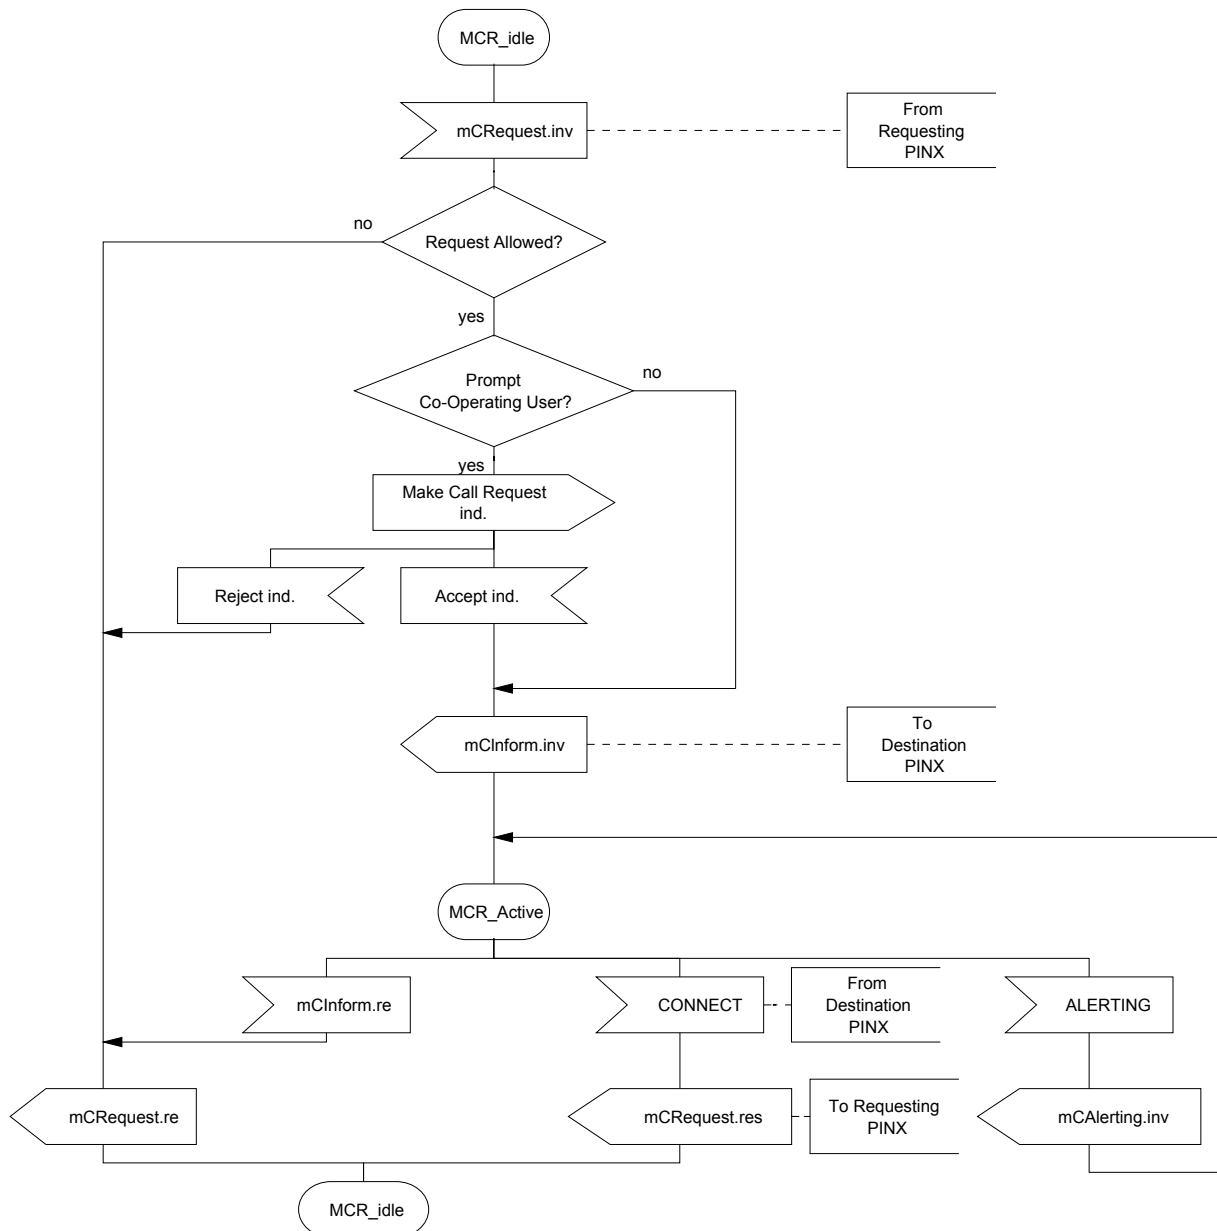 MCR_idle
mCRequest.inv
From
Requesting
PINX
no
Request Allowed?
yes
Prompt
Co-Operating User?
no
yes
Make Call Request
ind.
Reject ind.
Accept ind.
mCInform.inv
To
Destination
PINX
MCR_Active
mCInform.re
CONNECT
From
Destination
PINX
ALERTING
mCRequest.re
mCRequest.res
To Requesting
PINX
mCAlerting.inv
MCR_idle